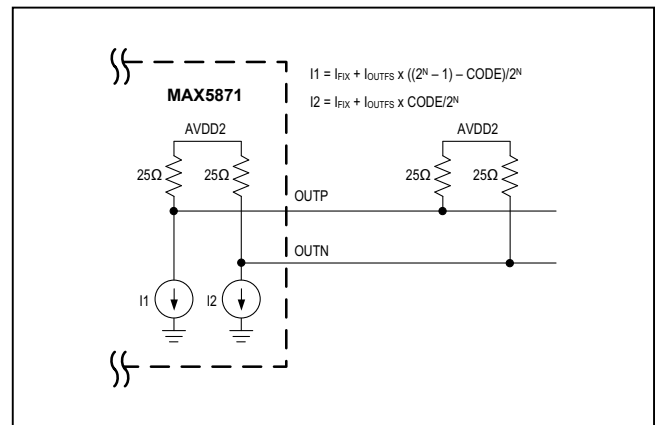 I1 = IFIX + IOUTFS x ((2ᴺ – 1) – CODE)/2ᴺ
MAX5871
I2 = IFIX + IOUTFS x CODE/2ᴺ
AVDD2
AVDD2
25Ω
25Ω
25Ω
25Ω
OUTP
OUTN
I1
I2